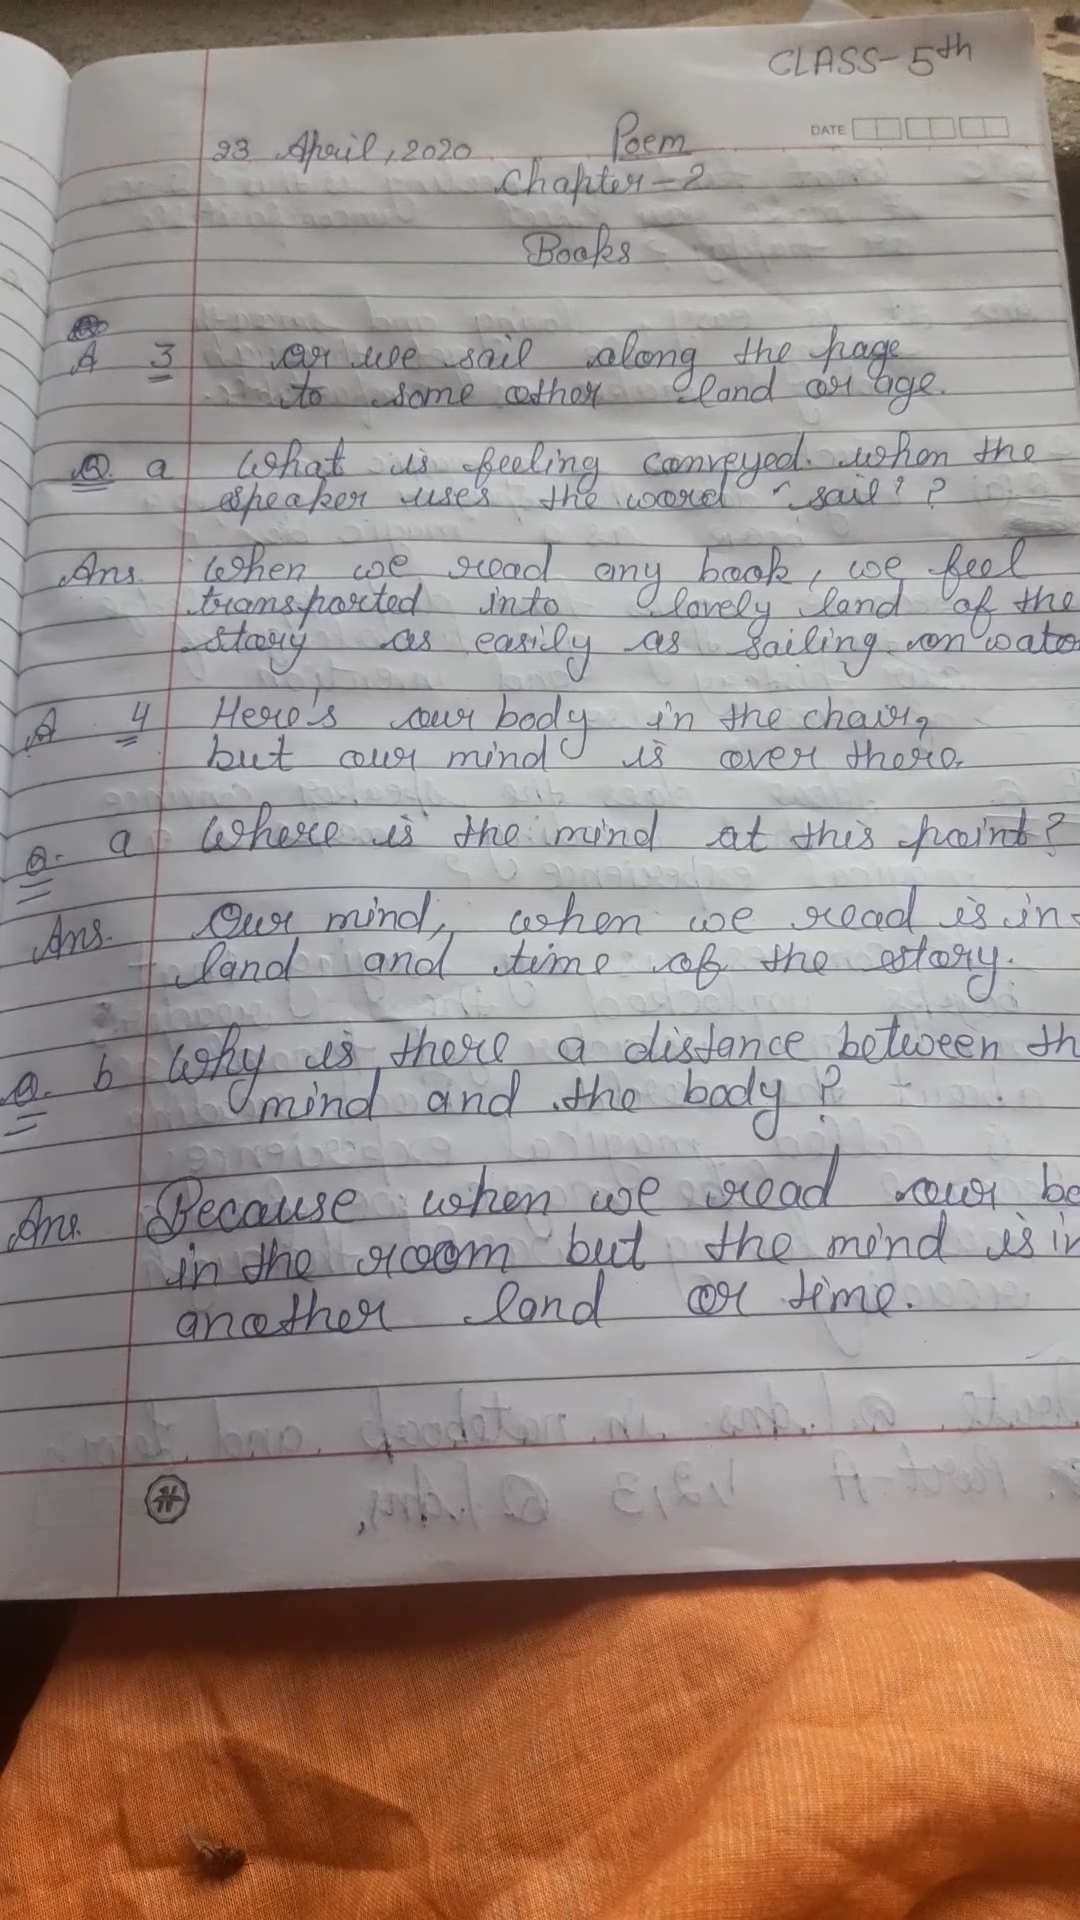 CLASS-5th
DATE
23 April, 2020 Poem
Chapter-2
Books
A 3 Or we sail along the page
to some other land or age.
Q. a What is feeling conveyed when the
speaker uses the word 'sail'?
Ans. When we read any book, we feel
transported into lovely land of the
story as easily as sailing on wate
A 4 Here's our body in the chair,
but our mind is over there.
Q. a Where is the mind at this point?
Ans. Our mind, when we read is in
land and time of the story.
Q. b Why is there a distance between th
mind and the body?
Ans. Because when we read our bo
in the room but the mind is in
another land or time.